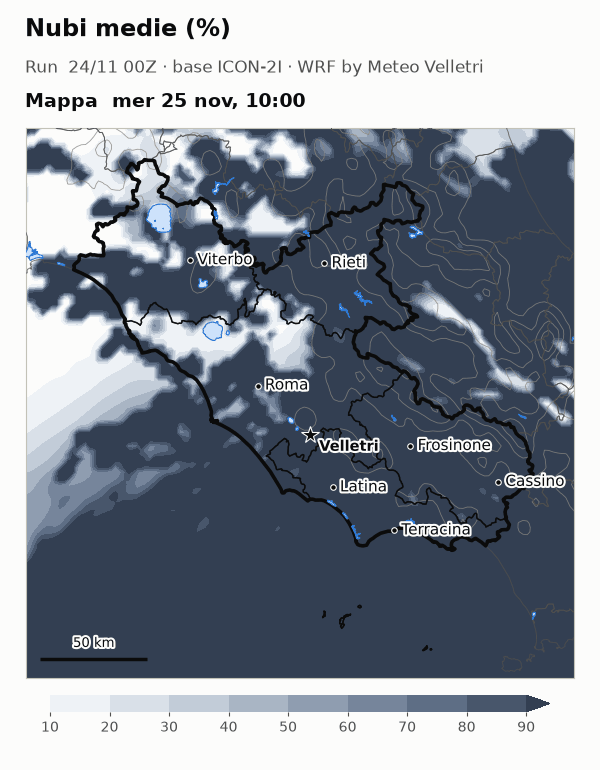 Nubi medie (%)
Run  24/11 00Z · base ICON-2I · WRF by Meteo Velletri
Mappa  mer 25 nov, 10:00
Viterbo
Rieti
Roma
Velletri
Frosinone
Cassino
Latina
Terracina
50 km
10 20 30 40 50 60 70 80 90